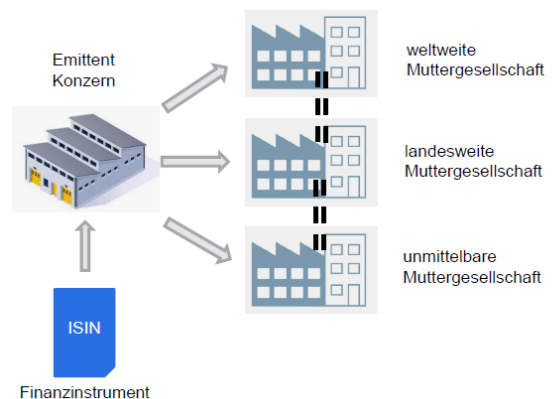 Emittent
Konzern
weltweite
Muttergesellschaft
landesweite
Muttergesellschaft
unmittelbare
Muttergesellschaft
ISIN
Finanzinstrument